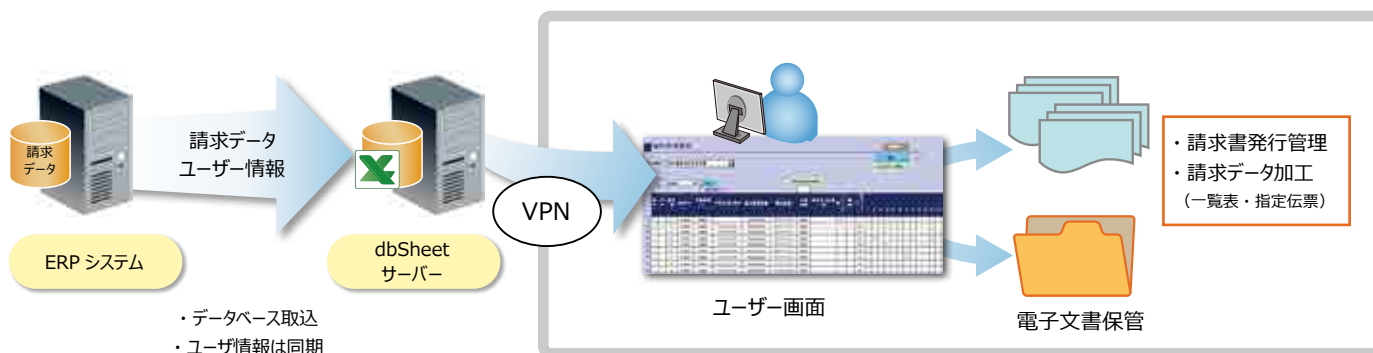 請求
データ
請求データ
ユーザー情報
VPN
・請求書発行管理
・請求データ加工
（一覧表・指定伝票）
ERP システム
dbSheet
サーバー
ユーザー画面
電子文書保管
・データベース取込
・ユーザ情報は同期